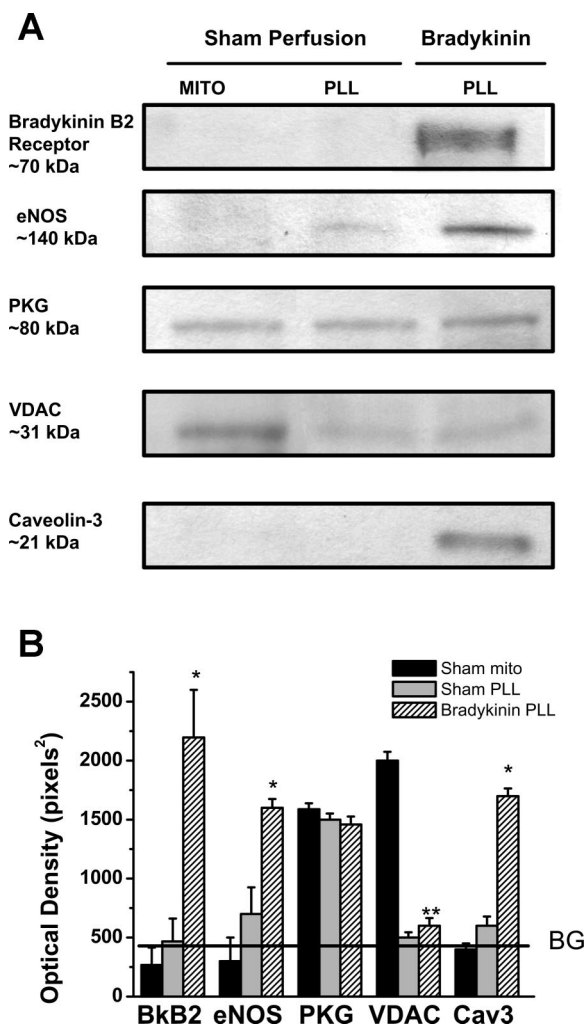 A
Sham Perfusion Bradykinin
MITO PLL PLL
Bradykinin B2
Receptor
~70 kDa
eNOS
~140 kDa
PKG
~80 kDa
VDAC
~31 kDa
Caveolin-3
~21 kDa
B
Sham mito
Sham PLL
Bradykinin PLL
Optical Density (pixels²)
2500
2000
1500
1000
500
0
* * ** *
BG
BkB2 eNOS PKG VDAC Cav3